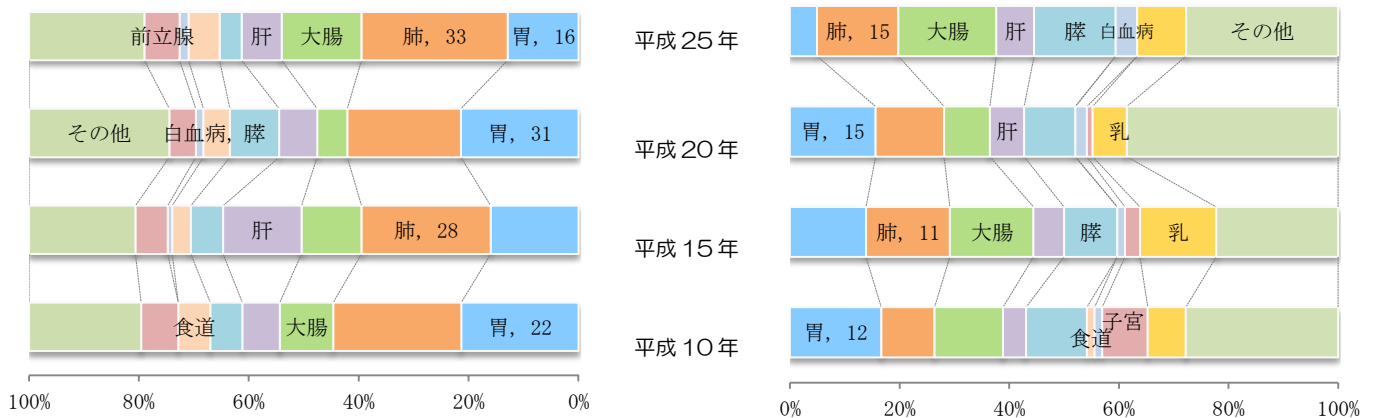 前立腺 肝 大腸 肺, 33 胃, 16
平成25年
肺, 15 大腸 肝 膵 白血病 その他
その他 白血病, 膵 胃, 31
平成20年
胃, 15 肝 乳
肝 肺, 28
平成15年
肺, 11 大腸 膵 乳
食道 大腸 胃, 22
平成10年
胃, 12 食道 子宮
100% 80% 60% 40% 20% 0%
0% 20% 40% 60% 80% 100%